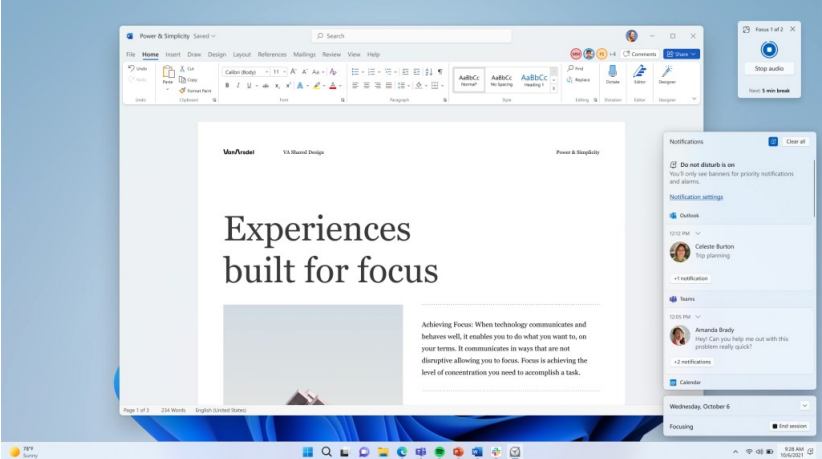 Power & Simplicity Saved
Search
File Home Insert Draw Design Layout References Mailings Review View Help
+4 Comments Share
Undo
Paste
Cut
Copy
Format Paint
Calibri (Body) 11
AaBbCc AaBbCc AaBbCc
Normal No Spacing Heading 1
Find
Replace
Dictate Editor Designer
Undo Clipboard Font Paragraph Style Editing Dictation Editor Designer
VanArsdel VA Shared Design Power & Simplicity
Experiences
built for focus
Achieving Focus: When technology communicates and
behaves well, it enables you to do what you want to, on
your terms. It communicates in ways that are not
disruptive allowing you to focus. Focus is achieving the
level of concentration you need to accomplish a task.
Page 1 of 3 234 Words English (United States)
Focus 1 of 2
Stop audio
Next: 5 min break
Notifications Clear all
Do not disturb is on
You'll only see banners for priority notifications
and alarms.
Notification settings
Outlook
12:12 PM
Celeste Burton
Trip planning
+1 notification
Teams
12:05 PM
Amanda Brady
Hey! Can you help me out with this
problem really quick?
+2 notifications
Calendar
Wednesday, October 6
Focusing End session
78°F
Sunny
9:28 AM
10/6/2021